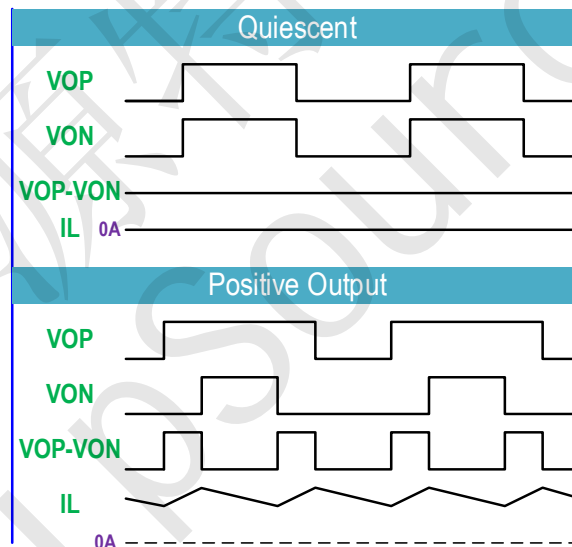 Quiescent
VOP
VON
VOP-VON
IL 0A
Positive Output
VOP
VON
VOP-VON
IL
0A